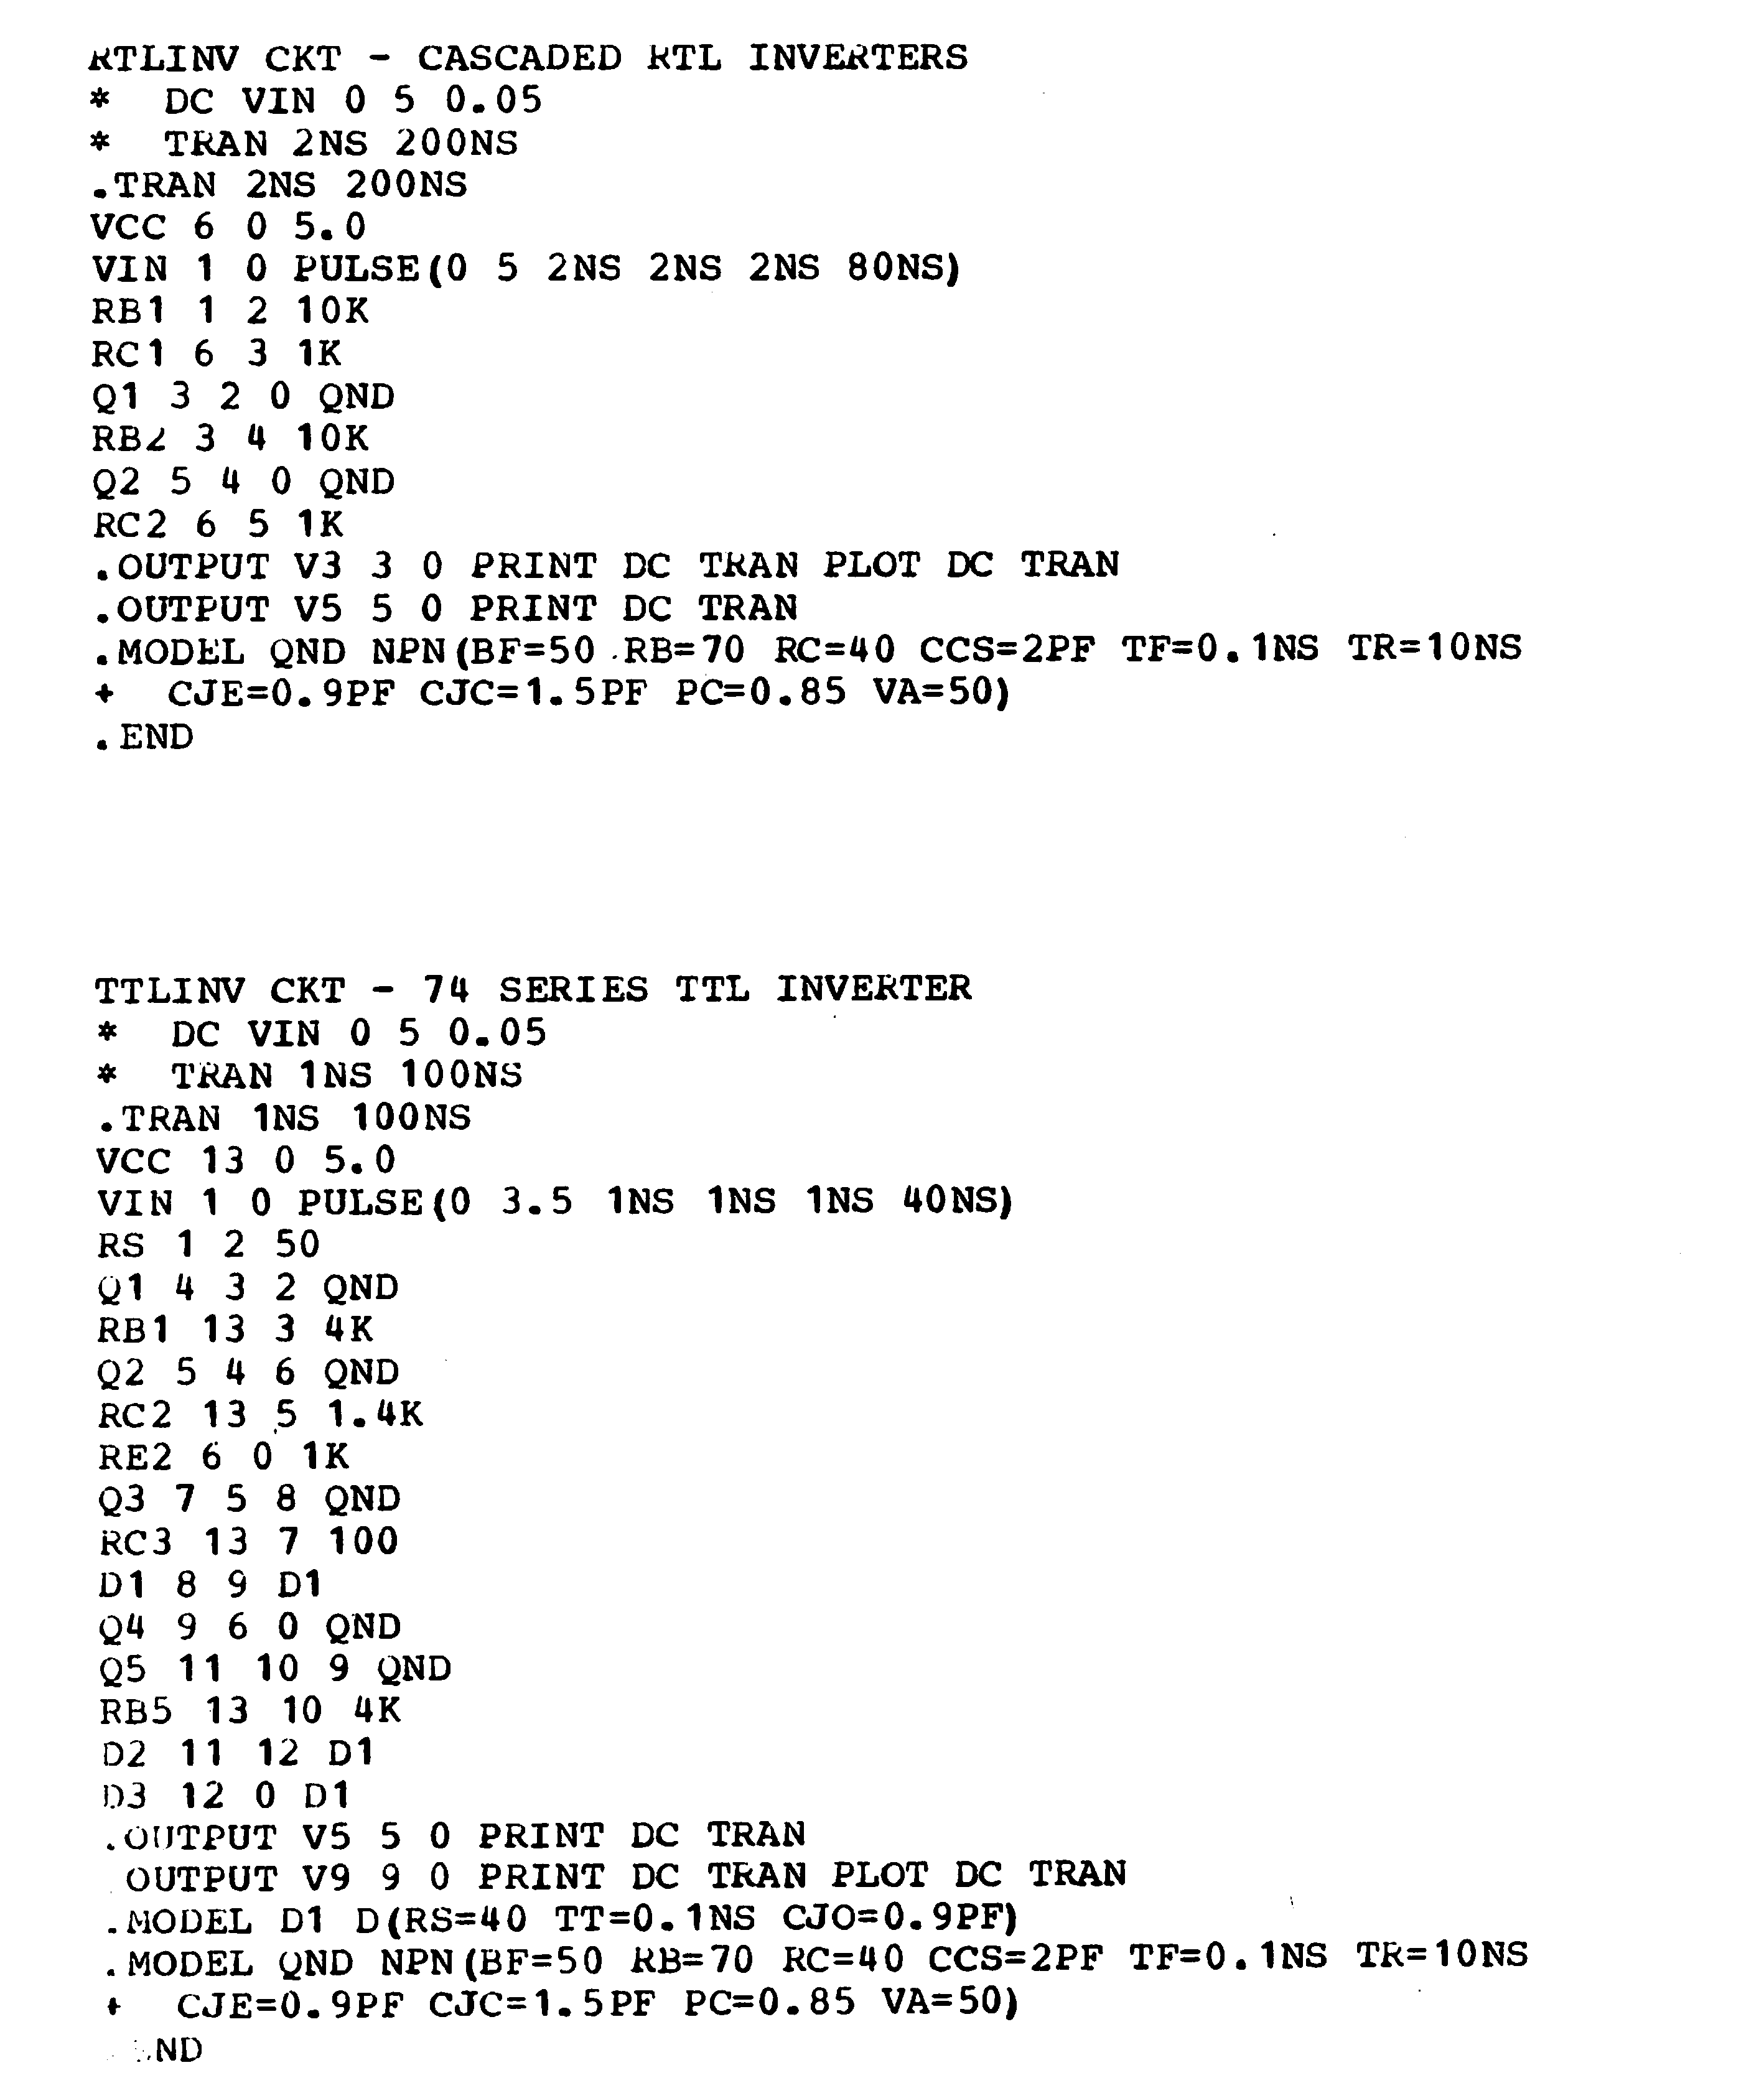 RTLINV CKT - CASCADED RTL INVERTERS
*  DC VIN 0 5 0.05
*  TRAN 2NS 200NS
.TRAN 2NS 200NS
VCC 6 0 5.0
VIN 1 0 PULSE(0 5 2NS 2NS 2NS 80NS)
RB1 1 2 10K
RC1 6 3 1K
Q1 3 2 0 QND
RB2 3 4 10K
Q2 5 4 0 QND
RC2 6 5 1K
.OUTPUT V3 3 0 PRINT DC TRAN PLOT DC TRAN
.OUTPUT V5 5 0 PRINT DC TRAN
.MODEL QND NPN(BF=50 RB=70 RC=40 CCS=2PF TF=0.1NS TR=10NS
+  CJE=0.9PF CJC=1.5PF PC=0.85 VA=50)
.END
TTLINV CKT - 74 SERIES TTL INVERTER
*  DC VIN 0 5 0.05
*  TRAN 1NS 100NS
.TRAN 1NS 100NS
VCC 13 0 5.0
VIN 1 0 PULSE(0 3.5 1NS 1NS 1NS 40NS)
RS 1 2 50
Q1 4 3 2 QND
RB1 13 3 4K
Q2 5 4 6 QND
RC2 13 5 1.4K
RE2 6 0 1K
Q3 7 5 8 QND
RC3 13 7 100
D1 8 9 D1
Q4 9 6 0 QND
Q5 11 10 9 QND
RB5 13 10 4K
D2 11 12 D1
D3 12 0 D1
.OUTPUT V5 5 0 PRINT DC TRAN
OUTPUT V9 9 0 PRINT DC TRAN PLOT DC TRAN
.MODEL D1 D(RS=40 TT=0.1NS CJO=0.9PF)
.MODEL QND NPN(BF=50 RB=70 RC=40 CCS=2PF TF=0.1NS TR=10NS
+  CJE=0.9PF CJC=1.5PF PC=0.85 VA=50)
ND